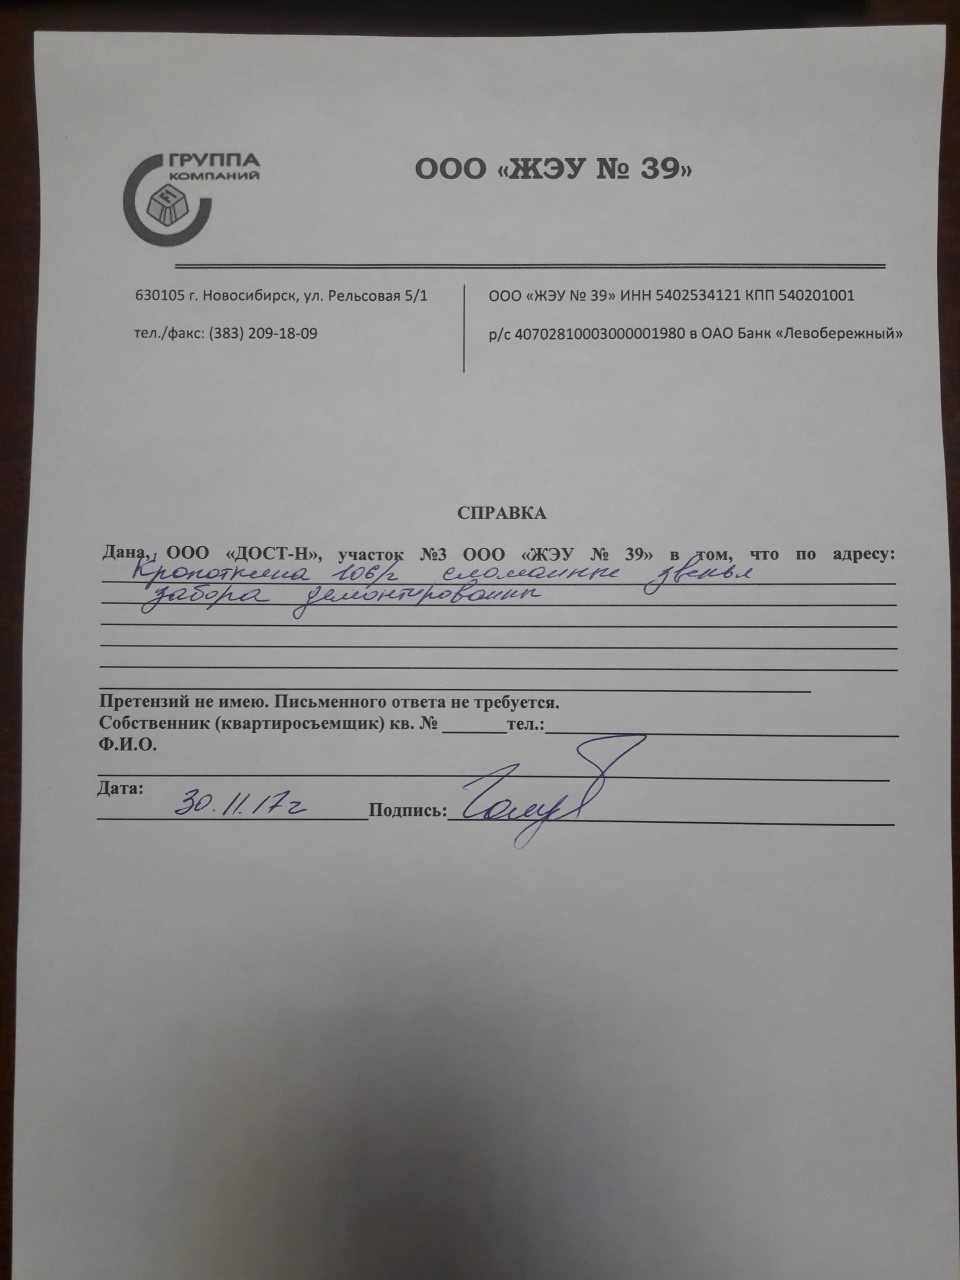 ГРУППА
КОМПАНИЙ
ООО «ЖЭУ № 39»
630105 г. Новосибирск, ул. Рельсовая 5/1
тел./факс: (383) 209-18-09
ООО «ЖЭУ № 39» ИНН 5402534121 КПП 540201001
р/с 40702810003000001980 в ОАО Банк «Левобережный»
СПРАВКА
Дана, ООО «ДОСТ-Н», участок №3 ООО «ЖЭУ № 39» в том, что по адресу:
Кропоткина 106/2 сломанные звенья
забора демонтированы
Претензий не имею. Письменного ответа не требуется.
Собственник (квартиросъемщик) кв. № тел.:
Ф.И.О.
Дата: 30.11.17г Подпись: